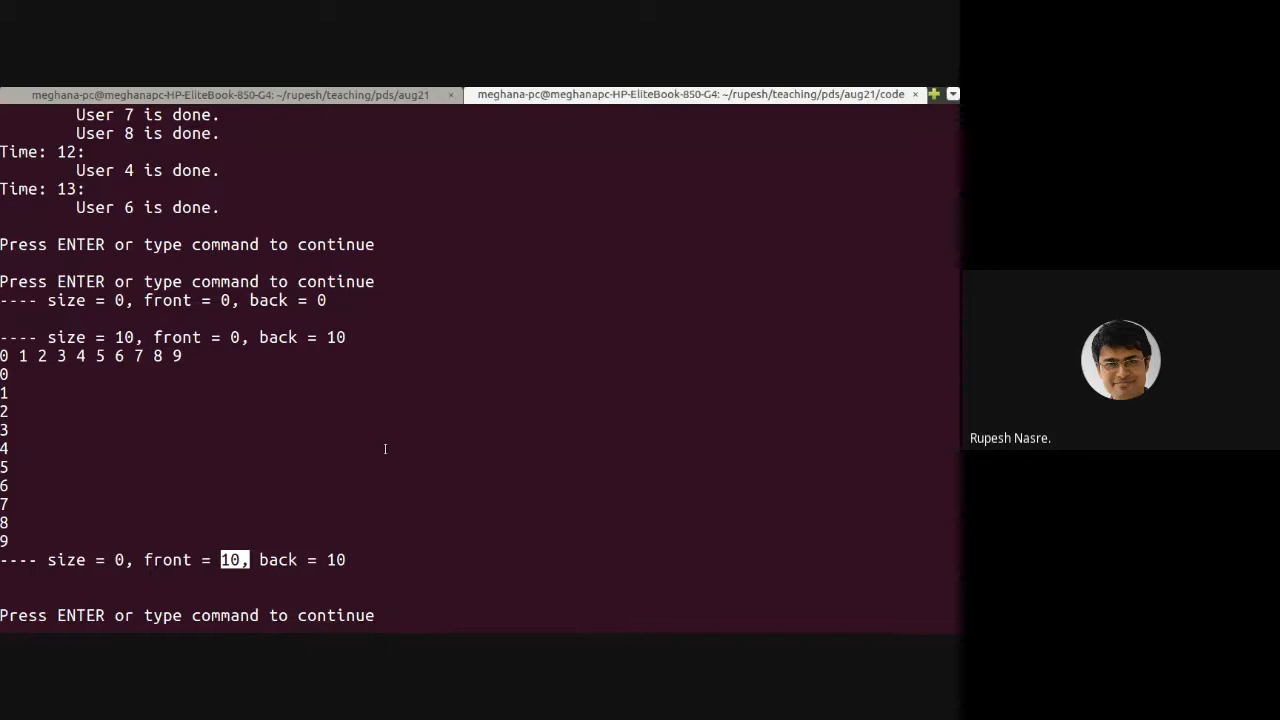 meghana-pc@meghanapc-HP-EliteBook-850-G4: ~/rupesh/teaching/pds/aug21 × meghana-pc@meghanapc-HP-EliteBook-850-G4: ~/rupesh/teaching/pds/aug21/code ×
User 7 is done.
User 8 is done.
Time: 12:
User 4 is done.
Time: 13:
User 6 is done.
Press ENTER or type command to continue
Press ENTER or type command to continue
---- size = 0, front = 0, back = 0
---- size = 10, front = 0, back = 10
0 1 2 3 4 5 6 7 8 9
0
1
2
3
4
5
6
7
8
9
---- size = 0, front = 10, back = 10
Press ENTER or type command to continue
Rupesh Nasre.